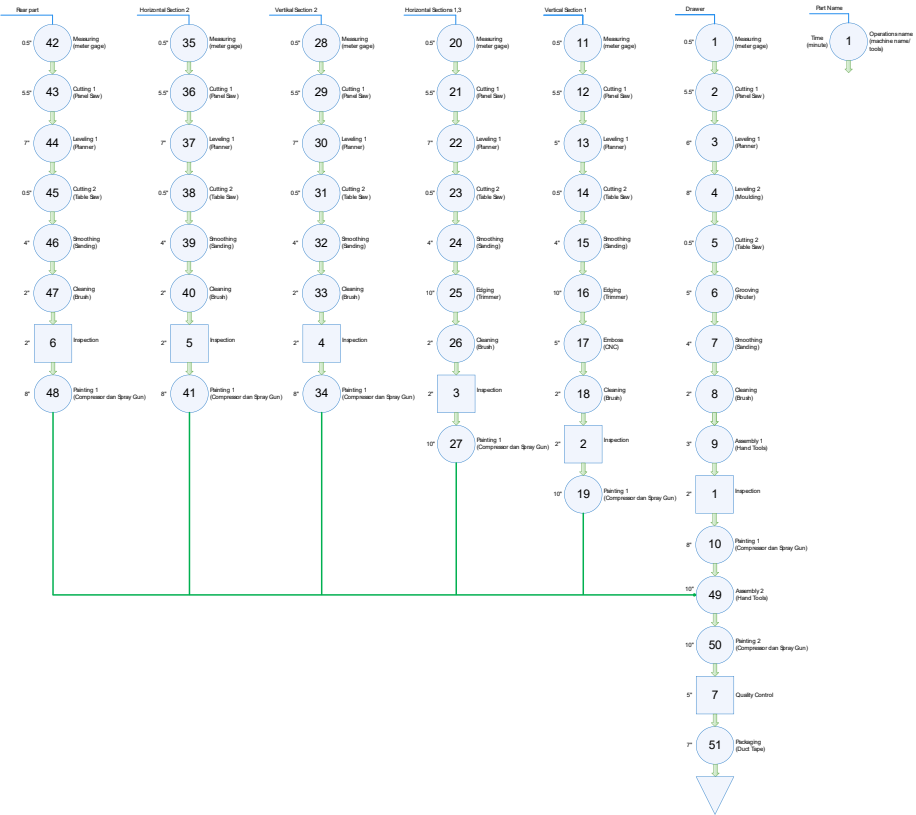 Rear part
Horizontal Section 2
Vertikal Section 2
Horizontal Sections 1,3
Vertical Section 1
Drawer
Part Name
0.5"
42
Measuring
(meter gage)
5.5"
43
Cutting 1
(Panel Saw)
7"
44
Leveling 1
(Planner)
0.5"
45
Cutting 2
(Table Saw)
4"
46
Smoothing
(Sanding)
2"
47
Cleaning
(Brush)
2"
6
Inspection
8"
48
Painting 1
(Compressor dan Spray Gun)
0.5"
35
Measuring
(meter gage)
5.5"
36
Cutting 1
(Panel Saw)
7"
37
Leveling 1
(Planner)
0.5"
38
Cutting 2
(Table Saw)
4"
39
Smoothing
(Sanding)
2"
40
Cleaning
(Brush)
2"
5
Inspection
8"
41
Painting 1
(Compressor dan Spray Gun)
0.5"
28
Measuring
(meter gage)
5.5"
29
Cutting 1
(Panel Saw)
7"
30
Leveling 1
(Planner)
0.5"
31
Cutting 2
(Table Saw)
4"
32
Smoothing
(Sanding)
2"
33
Cleaning
(Brush)
2"
4
Inspection
8"
34
Painting 1
(Compressor dan Spray Gun)
0.5"
20
Measuring
(meter gage)
5.5"
21
Cutting 1
(Panel Saw)
7"
22
Leveling 1
(Planner)
0.5"
23
Cutting 2
(Table Saw)
4"
24
Smoothing
(Sanding)
10"
25
Edging
(Trimmer)
2"
26
Cleaning
(Brush)
2"
3
Inspection
10"
27
Painting 1
(Compressor dan Spray Gun)
0.5"
11
Measuring
(meter gage)
5.5"
12
Cutting 1
(Panel Saw)
5"
13
Leveling 1
(Planner)
0.5"
14
Cutting 2
(Table Saw)
4"
15
Smoothing
(Sanding)
10"
16
Edging
(Trimmer)
5"
17
Emboss
(CNC)
2"
18
Cleaning
(Brush)
2"
2
Inspection
10"
19
Painting 1
(Compressor dan Spray Gun)
0.5"
1
Measuring
(meter gage)
5.5"
2
Cutting 1
(Panel Saw)
6"
3
Leveling 1
(Planner)
8"
4
Leveling 2
(Moulding)
0.5"
5
Cutting 2
(Table Saw)
5"
6
Grooving
(Router)
4"
7
Smoothing
(Sanding)
2"
8
Cleaning
(Brush)
3"
9
Assembly 1
(Hand Tools)
2"
1
Inspection
8"
10
Painting 1
(Compressor dan Spray Gun)
10"
49
Assembly 2
(Hand Tools)
10"
50
Painting 2
(Compressor dan Spray Gun)
5"
7
Quality Control
7"
51
Packaging
(Duct Tape)
Time
(minute)
1
Operations name
(machine name/
tools)